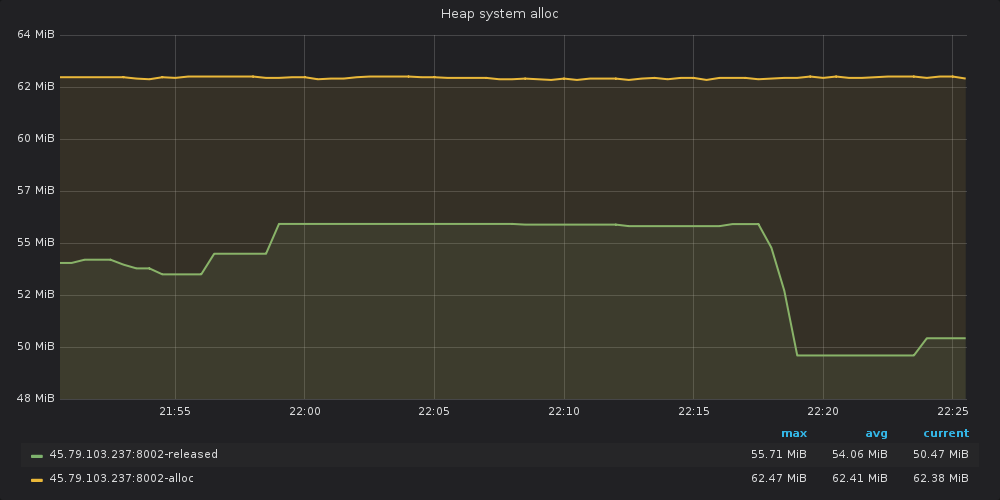 Heap system alloc
64 MiB
62 MiB
60 MiB
57 MiB
55 MiB
52 MiB
50 MiB
48 MiB
21:55 22:00 22:05 22:10 22:15 22:20 22:25
max avg current
45.79.103.237:8002-released 55.71 MiB 54.06 MiB 50.47 MiB
45.79.103.237:8002-alloc 62.47 MiB 62.41 MiB 62.38 MiB